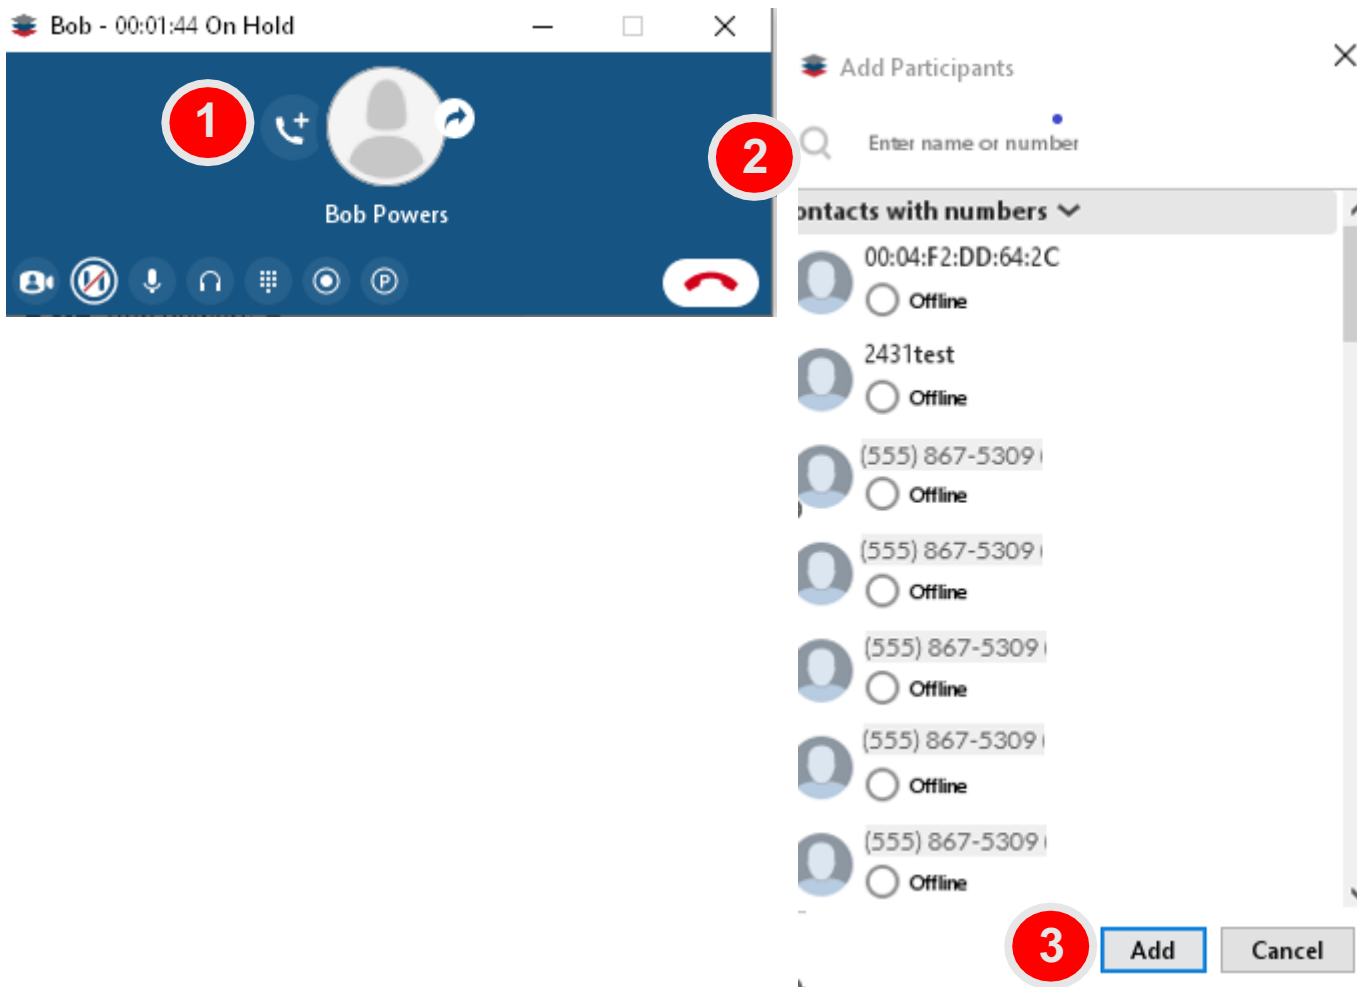 Bob - 00:01:44 On Hold
1
Bob Powers
P
Add Participants
2
Enter name or number
ontacts with numbers
00:04:F2:DD:64:2C
Offline
2431test
Offline
(555) 867-5309
Offline
(555) 867-5309
Offline
(555) 867-5309
Offline
(555) 867-5309
Offline
(555) 867-5309
Offline
3
Add
Cancel